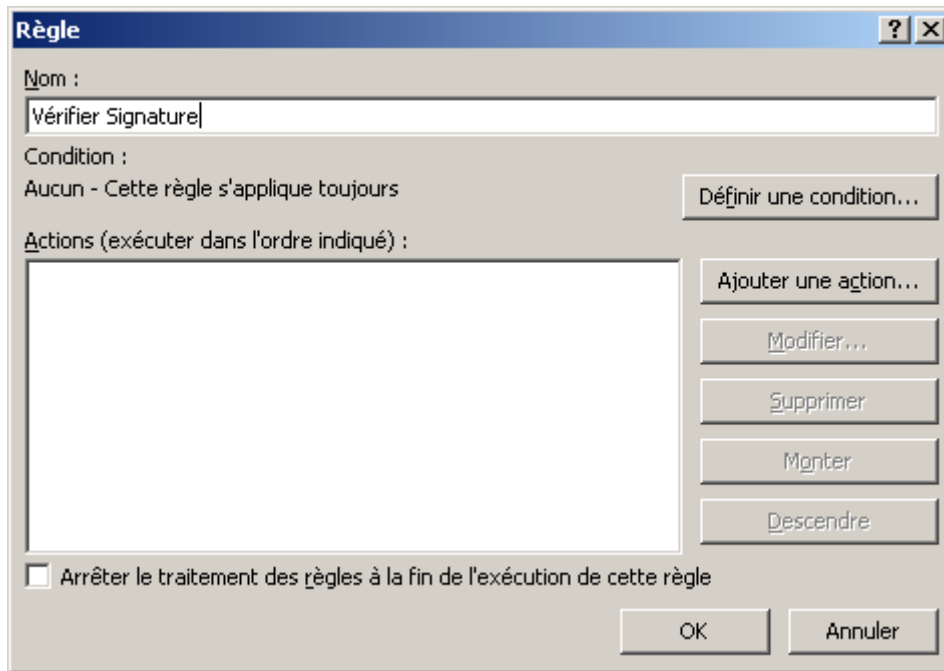 Règle
Nom :
Vérifier Signature
Condition :
Aucun - Cette règle s'applique toujours
Définir une condition...
Actions (exécuter dans l'ordre indiqué) :
Ajouter une action...
Modifier...
Supprimer
Monter
Descendre
Arrêter le traitement des règles à la fin de l'exécution de cette règle
OK
Annuler